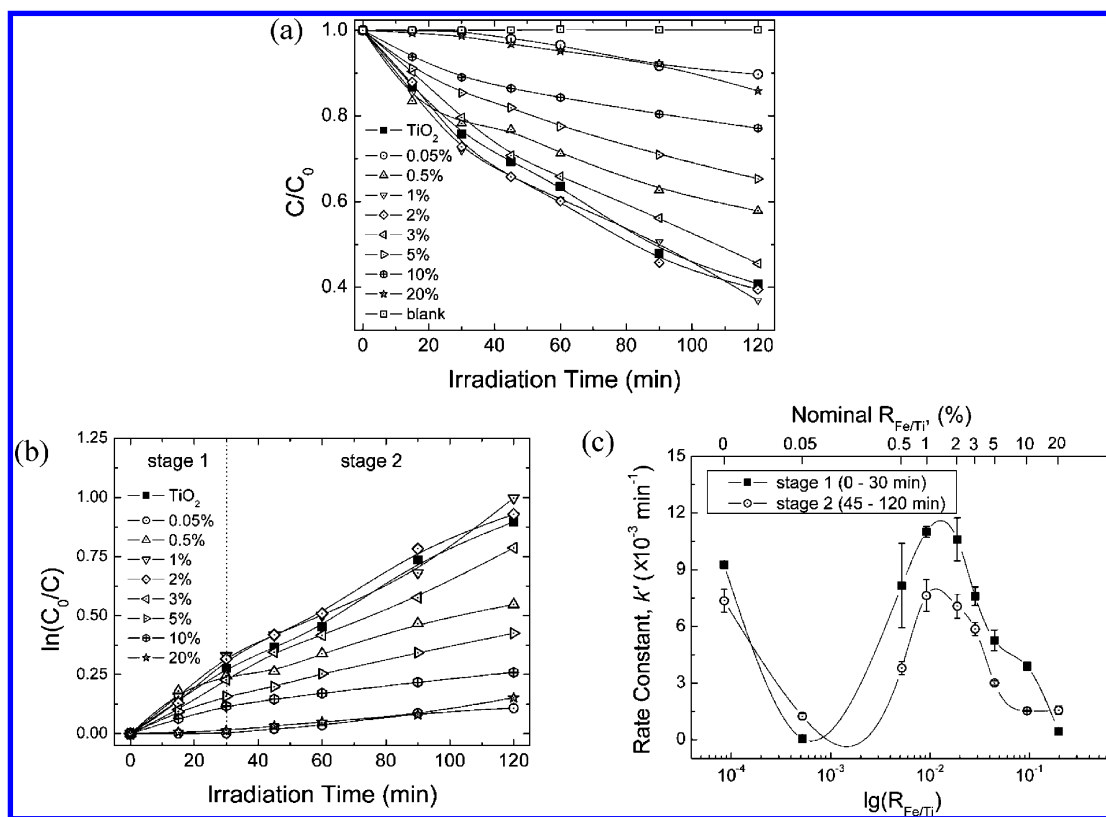 (a)
1.0
0.8
0.6
0.4
C/C₀
TiO₂
0.05%
0.5%
1%
2%
3%
5%
10%
20%
blank
0 20 40 60 80 100 120
Irradiation Time (min)
(b)
1.25
1.00
0.75
0.50
0.25
0.00
ln(C₀/C)
stage 1
stage 2
TiO₂
0.05%
0.5%
1%
2%
3%
5%
10%
20%
0 20 40 60 80 100 120
Irradiation Time (min)
(c)
Nominal R_Fe/Ti, (%)
0 0.05 0.5 1 2 3 5 10 20
15
12
9
6
3
0
Rate Constant, k' (×10⁻³ min⁻¹)
stage 1 (0 - 30 min)
stage 2 (45 - 120 min)
10⁻⁴ 10⁻³ 10⁻² 10⁻¹
lg(R_Fe/Ti)